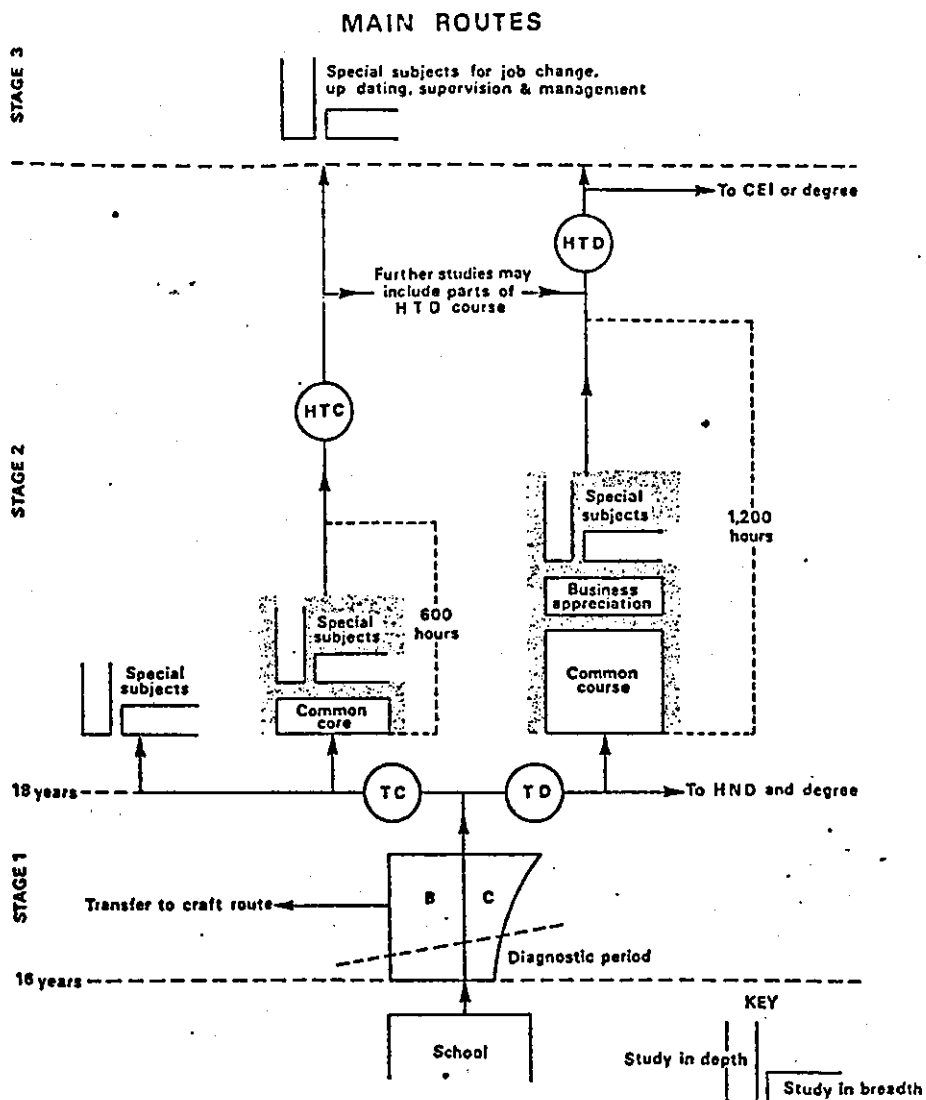 MAIN ROUTES
STAGE 3
Special subjects for job change,
up dating, supervision & management
To CEI or degree
HTD
Further studies may
include parts of
HTD course
HTC
STAGE 2
Special
subjects
1,200
hours
Business
appreciation
Special
subjects
600
hours
Common
course
Special
subjects
Common
core
18 years
TC
TD
To HND and degree
STAGE 1
B
C
Transfer to craft route
Diagnostic period
16 years
KEY
School
Study in depth
Study in breadth